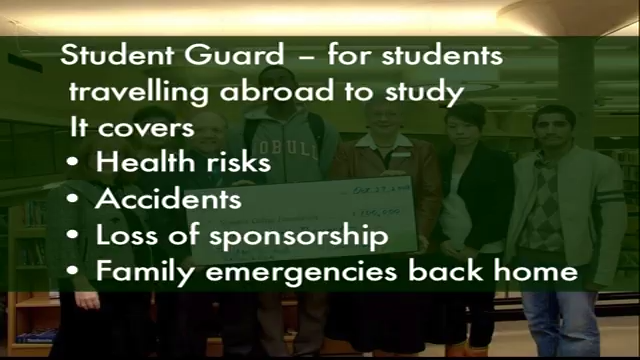 Student Guard – for students
travelling abroad to study
It covers
• Health risks
• Accidents
• Loss of sponsorship
• Family emergencies back home